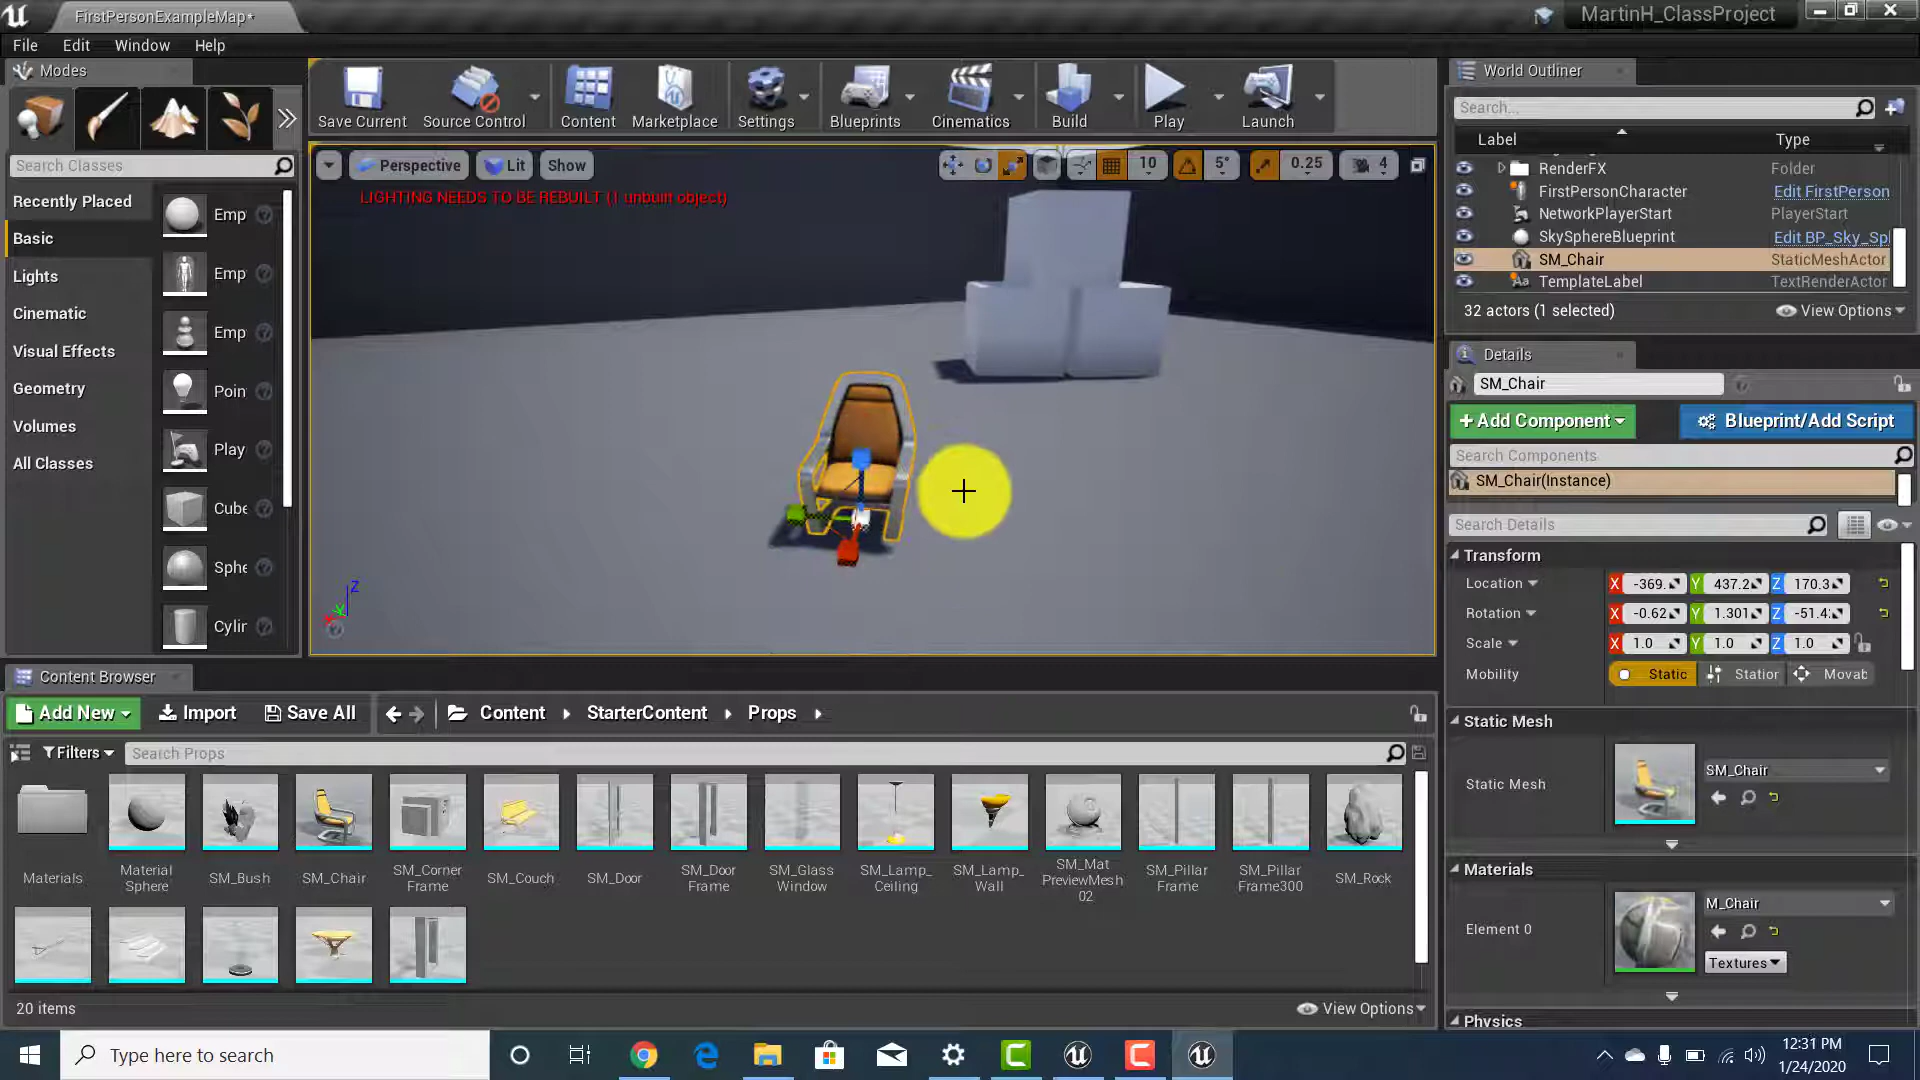 FirstPersonExampleMap*
MartinH_ClassProject
File Edit Window Help
Modes
Save Current
Source Control
Content
Marketplace
Settings
Blueprints
Cinematics
Build
Play
Launch
World Outliner
Search...
Label
Type
Search Classes
Recently Placed
Basic
Lights
Cinematic
Visual Effects
Geometry
Volumes
All Classes
Emp
Emp
Emp
Poin
Play
Cube
Sphe
Cylir
Perspective
Lit
Show
10
5°
0.25
4
LIGHTING NEEDS TO BE REBUILT (1 unbuilt object)
Z
RenderFX Folder
FirstPersonCharacter Edit FirstPerson
NetworkPlayerStart PlayerStart
SkySphereBlueprint Edit BP_Sky_Spl
SM_Chair StaticMeshActor
TemplateLabel TextRenderActor
32 actors (1 selected)
View Options
Details
SM_Chair
+Add Component
Blueprint/Add Script
Search Components
SM_Chair(Instance)
Search Details
Transform
Location X -369. Y 437.2 Z 170.3
Rotation X -0.62 Y 1.301 Z -51.4
Scale X 1.0 Y 1.0 Z 1.0
Mobility Static Station Movab
Static Mesh
Static Mesh
SM_Chair
Materials
Element 0
M_Chair
Textures
Physics
Content Browser
Add New
Import
Save All
Content
StarterContent
Props
Filters
Search Props
Materials
Material Sphere
SM_Bush
SM_Chair
SM_Corner Frame
SM_Couch
SM_Door
SM_Door Frame
SM_Glass Window
SM_Lamp_ Ceiling
SM_Lamp_ Wall
SM_Mat PreviewMesh 02
SM_Pillar Frame
SM_Pillar Frame300
SM_Rock
20 items
View Options
Type here to search
12:31 PM
1/24/2020